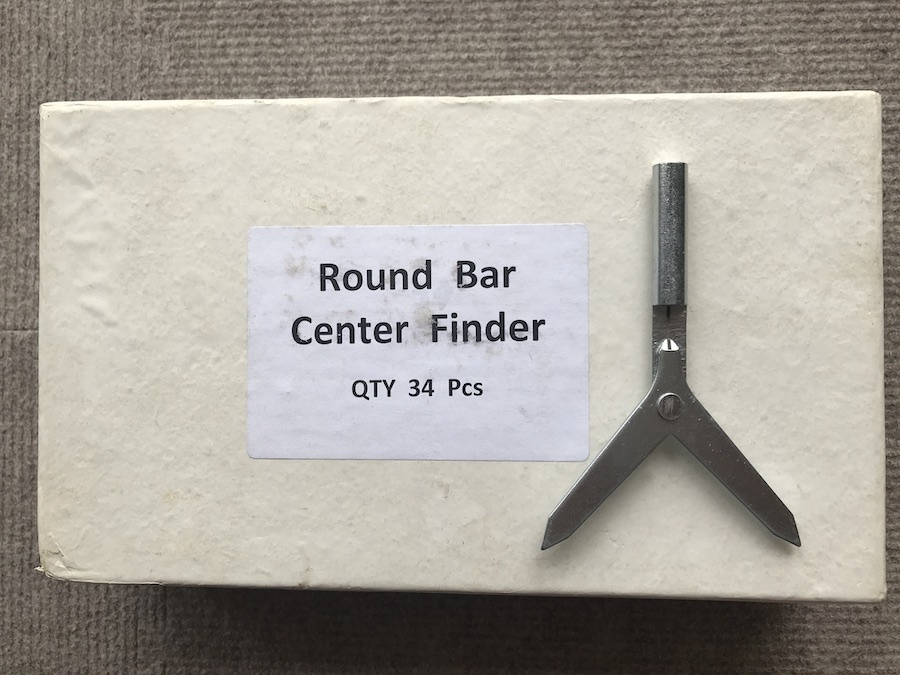 Round Bar
Center Finder
QTY 34 Pcs